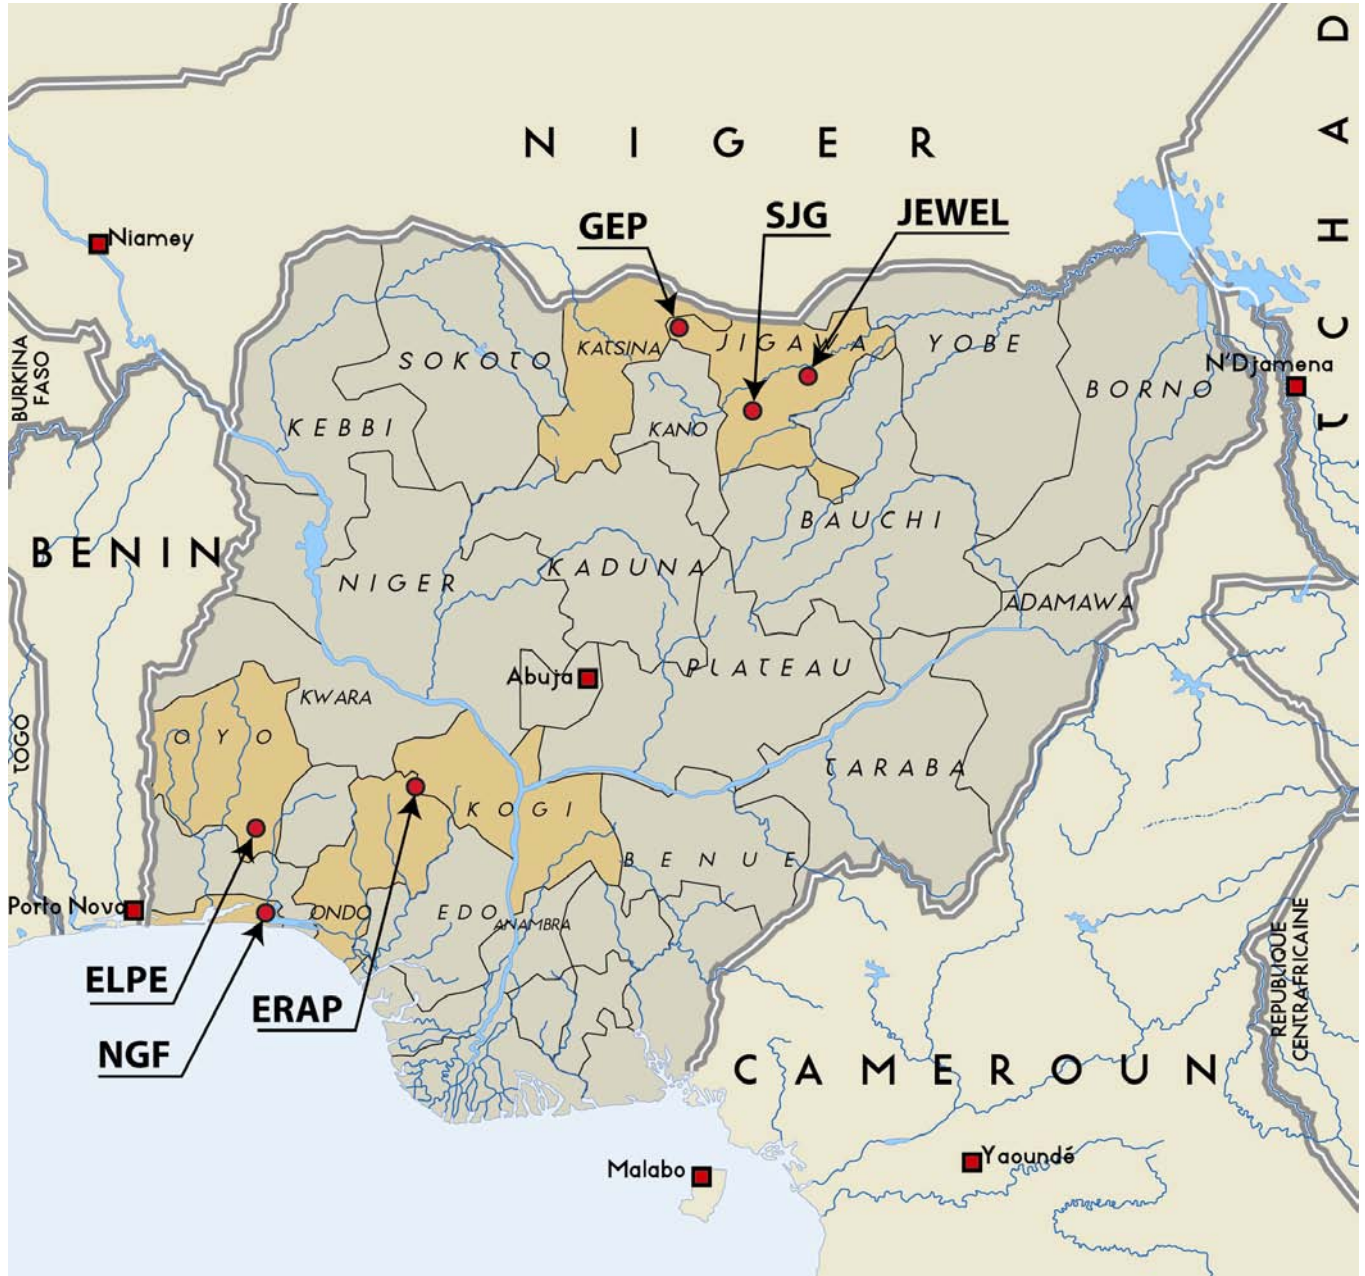 NIGER
TCHAD
GEP
SJG
JEWEL
Niamey
BURKINA
FASO
SOKOTO
KATSINA
JIGAWA
YOBE
N'Djamena
KEBBI
KANO
BORNO
BENIN
BAUCHI
NIGER
KADUNA
ADAMAWA
Abuja
PLATEAU
KWARA
TOGO
OYO
TARABA
KOGI
BENUE
Porto Novo
ONDO
EDO
ANAMBRA
ELPE
ERAP
NGF
REPUBLIQUE
CENTRAFRICAINE
CAMEROUN
Malabo
Yaoundé